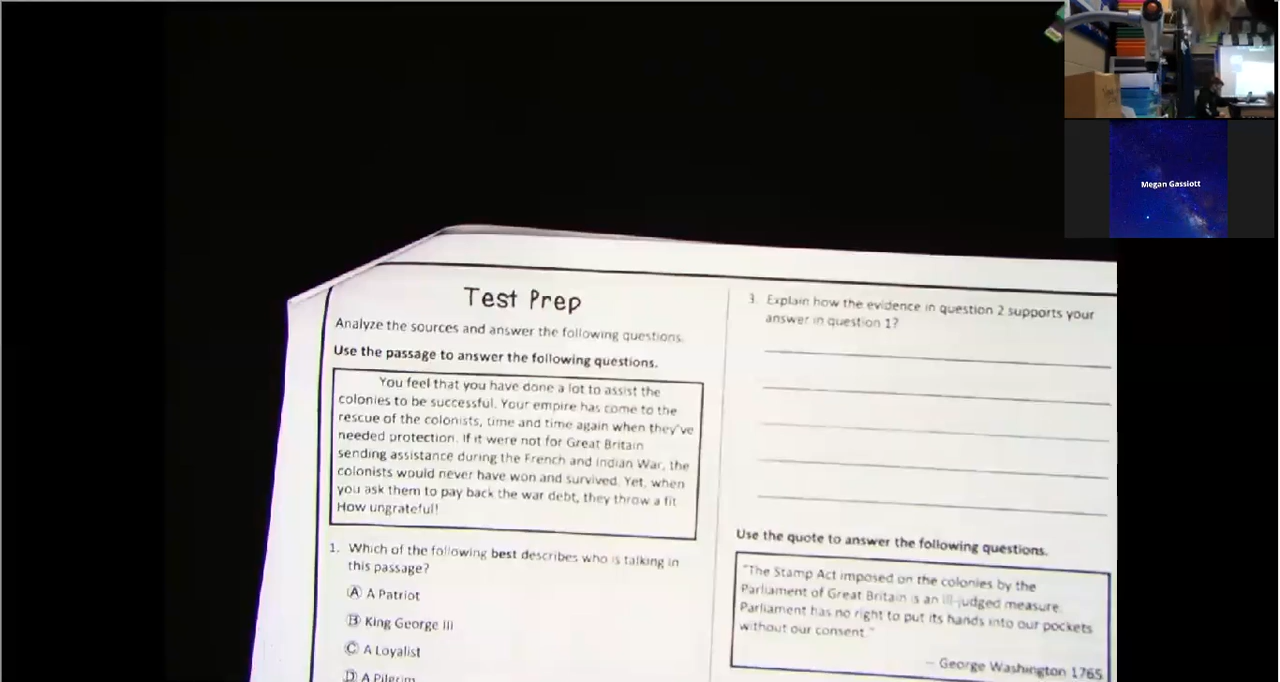 Test Prep
Analyze the sources and answer the following questions.
Use the passage to answer the following questions.
You feel that you have done a lot to assist the
colonies to be successful. Your empire has come to the
rescue of the colonists, time and time again when they've
needed protection. If it were not for Great Britain
sending assistance during the French and Indian War, the
colonists would never have won and survived. Yet, when
you ask them to pay back the war debt, they throw a fit.
How ungrateful!
1. Which of the following best describes who is talking in
this passage?
A A Patriot
B King George III
C A Loyalist
D A Pilgrim
3. Explain how the evidence in question 2 supports your
answer in question 1?
Use the quote to answer the following questions.
"The Stamp Act imposed on the colonies by the
Parliament of Great Britain is an ill-judged measure.
Parliament has no right to put its hands into our pockets
without our consent."
– George Washington 1765
Megan Gassiott